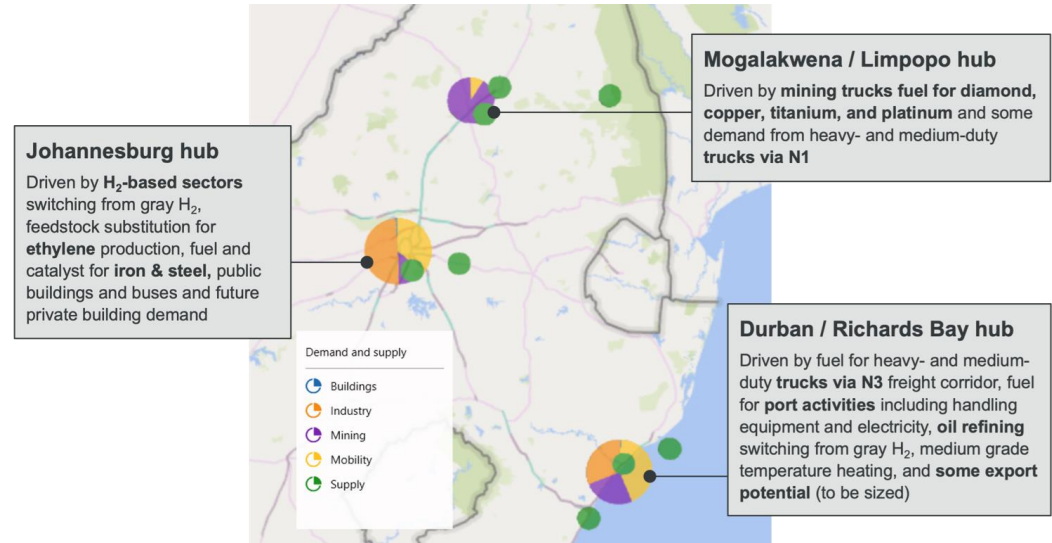 Mogalakwena / Limpopo hub
Driven by mining trucks fuel for diamond,
copper, titanium, and platinum and some
demand from heavy- and medium-duty
trucks via N1
Johannesburg hub
Driven by H₂-based sectors
switching from gray H₂,
feedstock substitution for
ethylene production, fuel and
catalyst for iron & steel, public
buildings and buses and future
private building demand
Demand and supply
Buildings
Industry
Mining
Mobility
Supply
Durban / Richards Bay hub
Driven by fuel for heavy- and medium-
duty trucks via N3 freight corridor, fuel
for port activities including handling
equipment and electricity, oil refining
switching from gray H₂, medium grade
temperature heating, and some export
potential (to be sized)